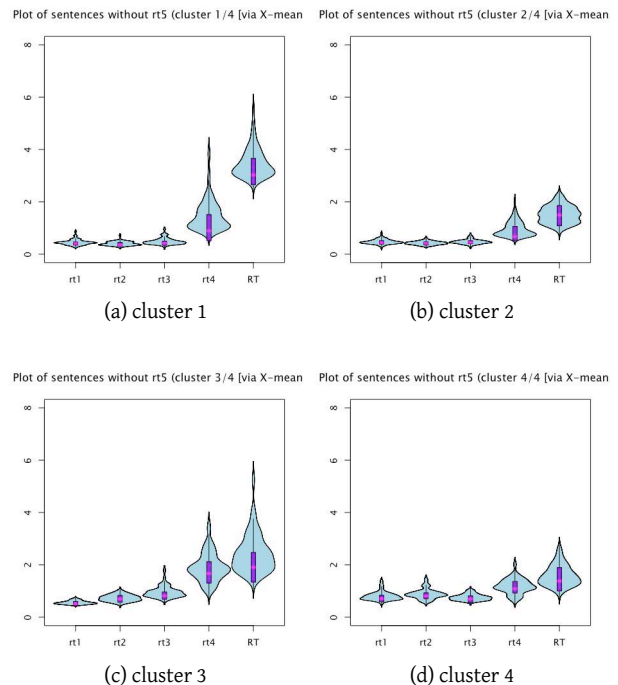 Plot of sentences without rt5 (cluster 1/4 [via X-mean
Plot of sentences without rt5 (cluster 2/4 [via X-mean
8
6
4
2
0
rt1 rt2 rt3 rt4 RT
8
6
4
2
0
rt1 rt2 rt3 rt4 RT
(a) cluster 1
(b) cluster 2
Plot of sentences without rt5 (cluster 3/4 [via X-mean
Plot of sentences without rt5 (cluster 4/4 [via X-mean
8
6
4
2
0
rt1 rt2 rt3 rt4 RT
8
6
4
2
0
rt1 rt2 rt3 rt4 RT
(c) cluster 3
(d) cluster 4